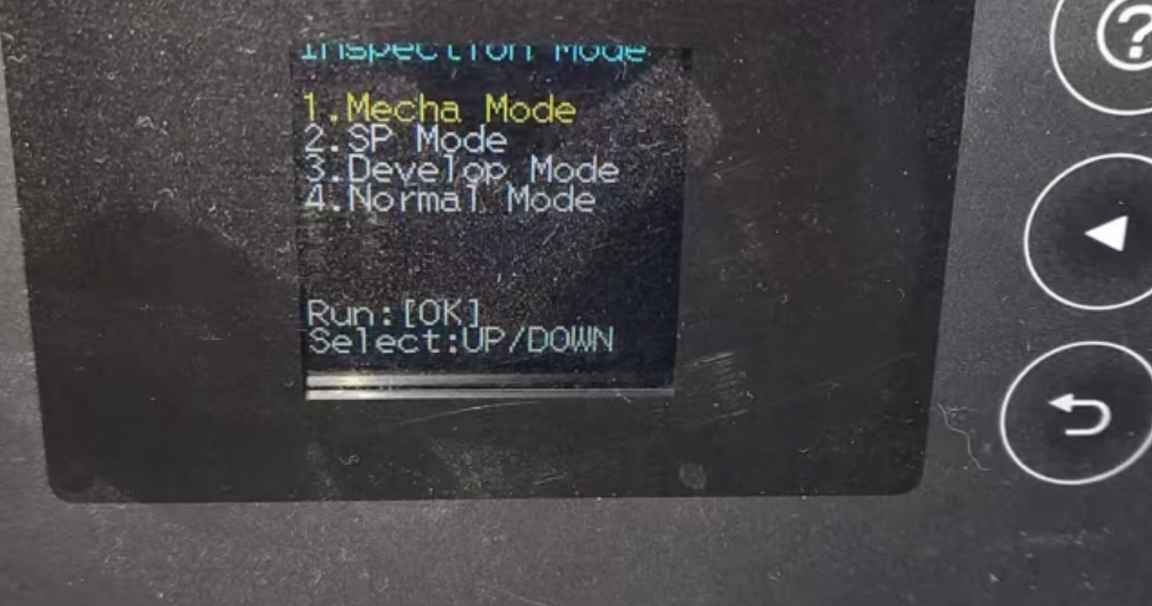 Inspection Mode
1.Mecha Mode
2.SP Mode
3.Develop Mode
4.Normal Mode
Run:[OK]
Select:UP/DOWN
?